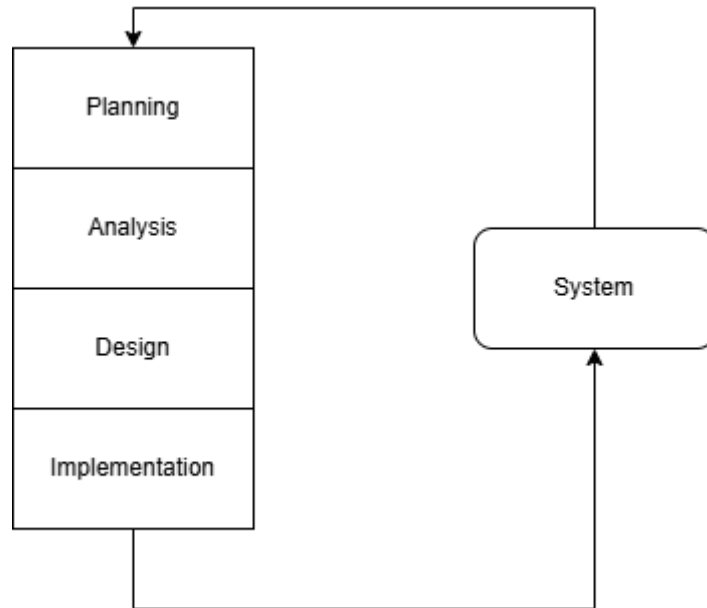 Planning
Analysis
System
Design
Implementation